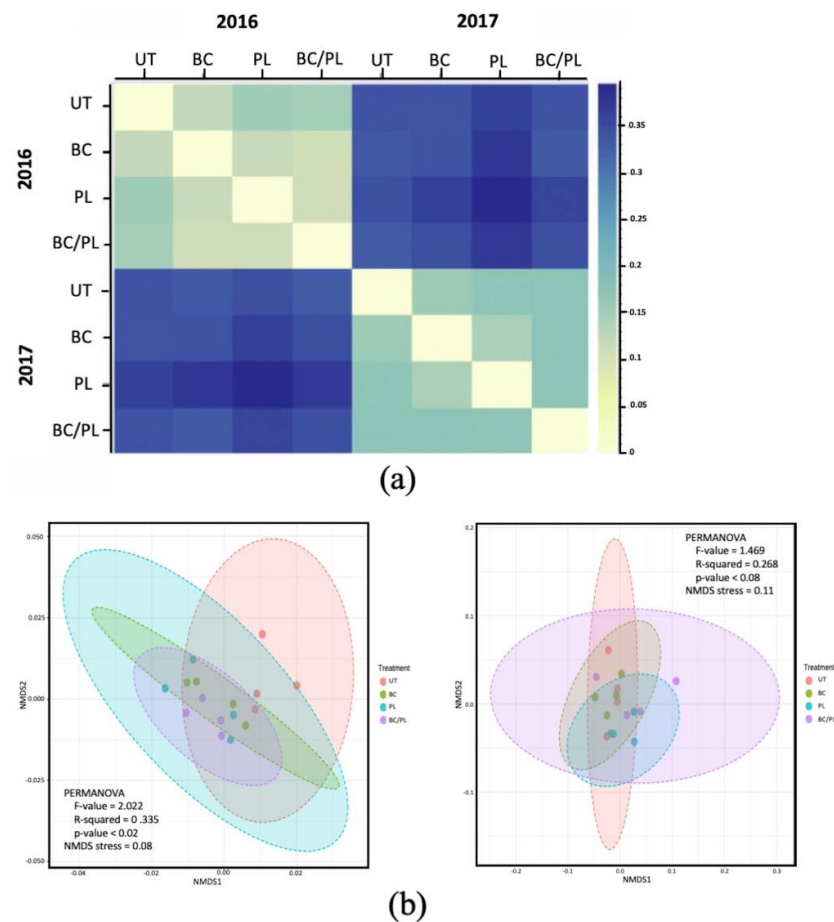 2016 2017
UT BC PL BC/PL UT BC PL BC/PL
2016
UT
BC
PL
BC/PL
2017
UT
BC
PL
BC/PL
0.35
0.3
0.25
0.2
0.15
0.1
0.05
0
(a)
0.050
0.025
0.000
-0.025
-0.050
NMDS2
-0.04 -0.02 0.00 0.02
NMDS1
PERMANOVA
F-value = 2.022
R-squared = 0 .335
p-value < 0.02
NMDS stress = 0.08
Treatment
UT
BC
PL
BC/PL
0.2
0.1
0.0
-0.1
NMDS2
-0.2 -0.1 0.0 0.1 0.2 0.3
NMDS1
PERMANOVA
F-value = 1.469
R-squared = 0.268
p-value < 0.08
NMDS stress = 0.11
Treatment
UT
BC
PL
BC/PL
(b)